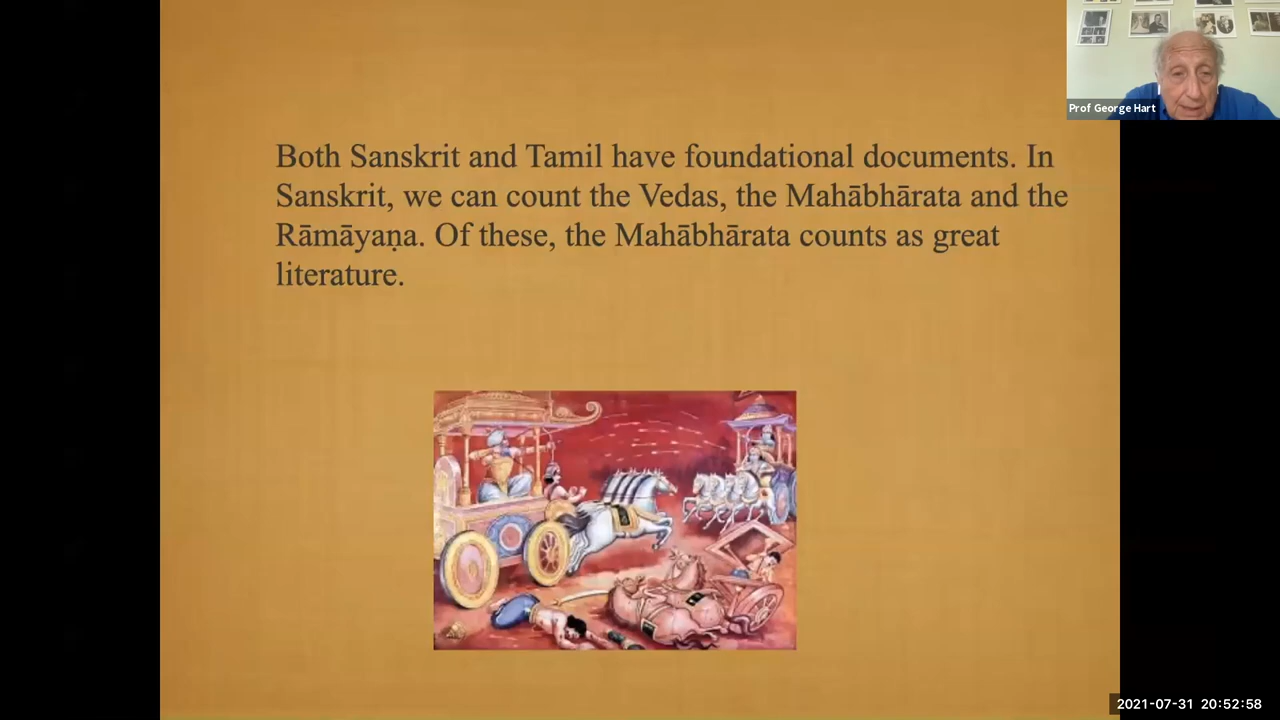 Prof George Hart
Both Sanskrit and Tamil have foundational documents. In
Sanskrit, we can count the Vedas, the Mahābhārata and the
Rāmāyaṇa. Of these, the Mahābhārata counts as great
literature.
2021-07-31 20:52:58